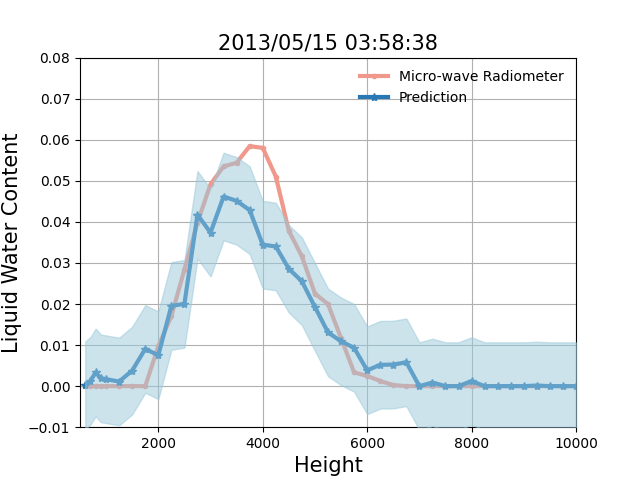 2013/05/15 03:58:38
Micro-wave Radiometer
Prediction
Liquid Water Content
0.08
0.07
0.06
0.05
0.04
0.03
0.02
0.01
0.00
−0.01
2000 4000 6000 8000 10000
Height